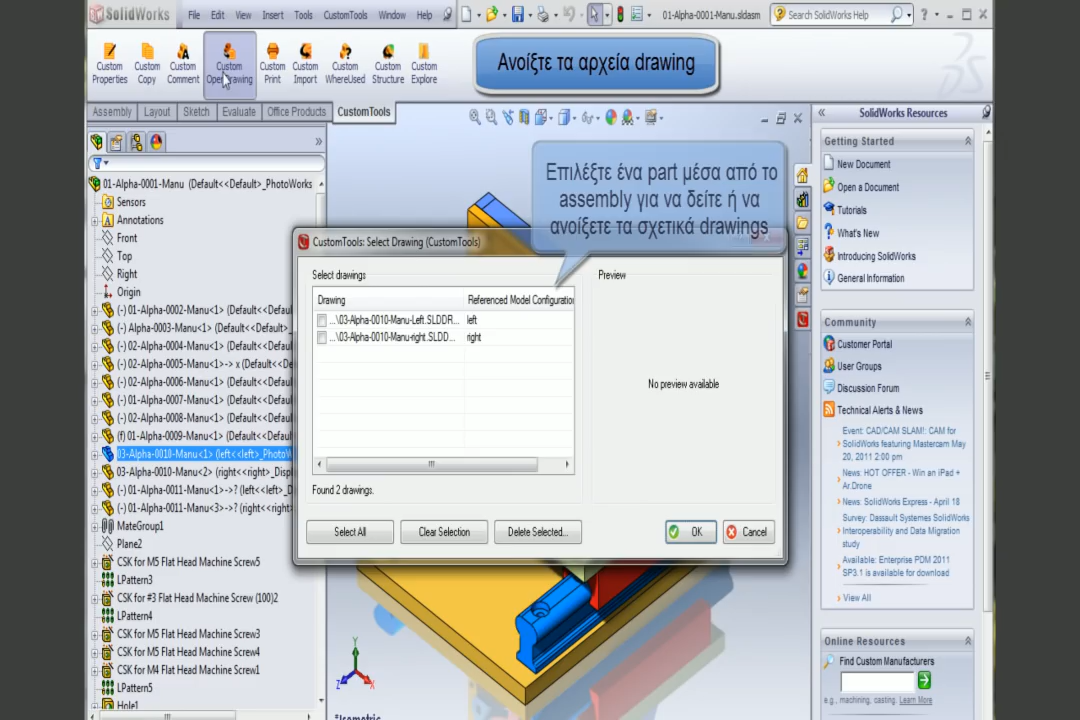 SolidWorks File Edit View Insert Tools CustomTools Window Help 01-Alpha-0001-Manu.sldasm Search SolidWorks Help
Custom Properties
Custom Copy
Custom Comment
Custom OpenDrawing
Custom Print
Custom Import
Custom WhereUsed
Custom Structure
Custom Explore
Ανοίξτε τα αρχεία drawing
Assembly Layout Sketch Evaluate Office Products CustomTools
SolidWorks Resources
01-Alpha-0001-Manu (Default<Default>_PhotoWorks
Sensors
Annotations
Front
Top
Right
Origin
(-) 01-Alpha-0002-Manu<1> (Default<<Def
(-) Alpha-0003-Manu<1> (Default<Default>_
(-) 02-Alpha-0004-Manu<1> (Default<<Def
(-) 02-Alpha-0005-Manu<1>-> x (Default<<De
(-) 02-Alpha-0006-Manu<1> (Default<<Def
(-) 01-Alpha-0007-Manu<1> (Default<<Def
(-) 02-Alpha-0008-Manu<1> (Default<<Def
(f) 01-Alpha-0009-Manu<1> (Default<<Defaul
03-Alpha-0010-Manu<1> (left<<left>_PhotoW
03-Alpha-0010-Manu<2> (right<<right>_Disp
(-) 01-Alpha-0011-Manu<1>->? (left<<left>_D
(-) 01-Alpha-0011-Manu<3>->? (right<<right>
MateGroup1
Plane2
CSK for M5 Flat Head Machine Screw5
LPattern3
CSK for #3 Flat Head Machine Screw (100)2
LPattern4
CSK for M5 Flat Head Machine Screw3
CSK for M5 Flat Head Machine Screw4
CSK for M4 Flat Head Machine Screw1
LPattern5
Hole1
Επιλέξτε ένα part μέσα από το
assembly για να δείτε ή να
ανοίξετε τα σχετικά drawings
CustomTools: Select Drawing (CustomTools)
Select drawings
Preview
Drawing Referenced Model Configuration
...\03-Alpha-0010-Manu-Left.SLDDR... left
...\03-Alpha-0010-Manu-right.SLDD... right
No preview available
Found 2 drawings.
Select All Clear Selection Delete Selected... OK Cancel
Y
Z
X
*Isometric
Getting Started
New Document
Open a Document
Tutorials
What's New
Introducing SolidWorks
General Information
Community
Customer Portal
User Groups
Discussion Forum
Technical Alerts & News
Event: CAD/CAM SLAM!: CAM for
SolidWorks featuring Mastercam May
20, 2011 2:00 pm
News: HOT OFFER - Win an iPad +
Ar.Drone
News: SolidWorks Express - April 18
Survey: Dassault Systemes SolidWorks
Interoperability and Data Migration
study
Available: Enterprise PDM 2011
SP3.1 is available for download
View All
Online Resources
Find Custom Manufacturers
e.g., machining, casting. Learn More